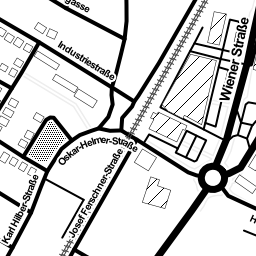 gasse
Industriestraße
Wiener Straße
Oskar-Helmer-Straße
Josef Ferschner-Straße
Karl Hilber-Straße
H